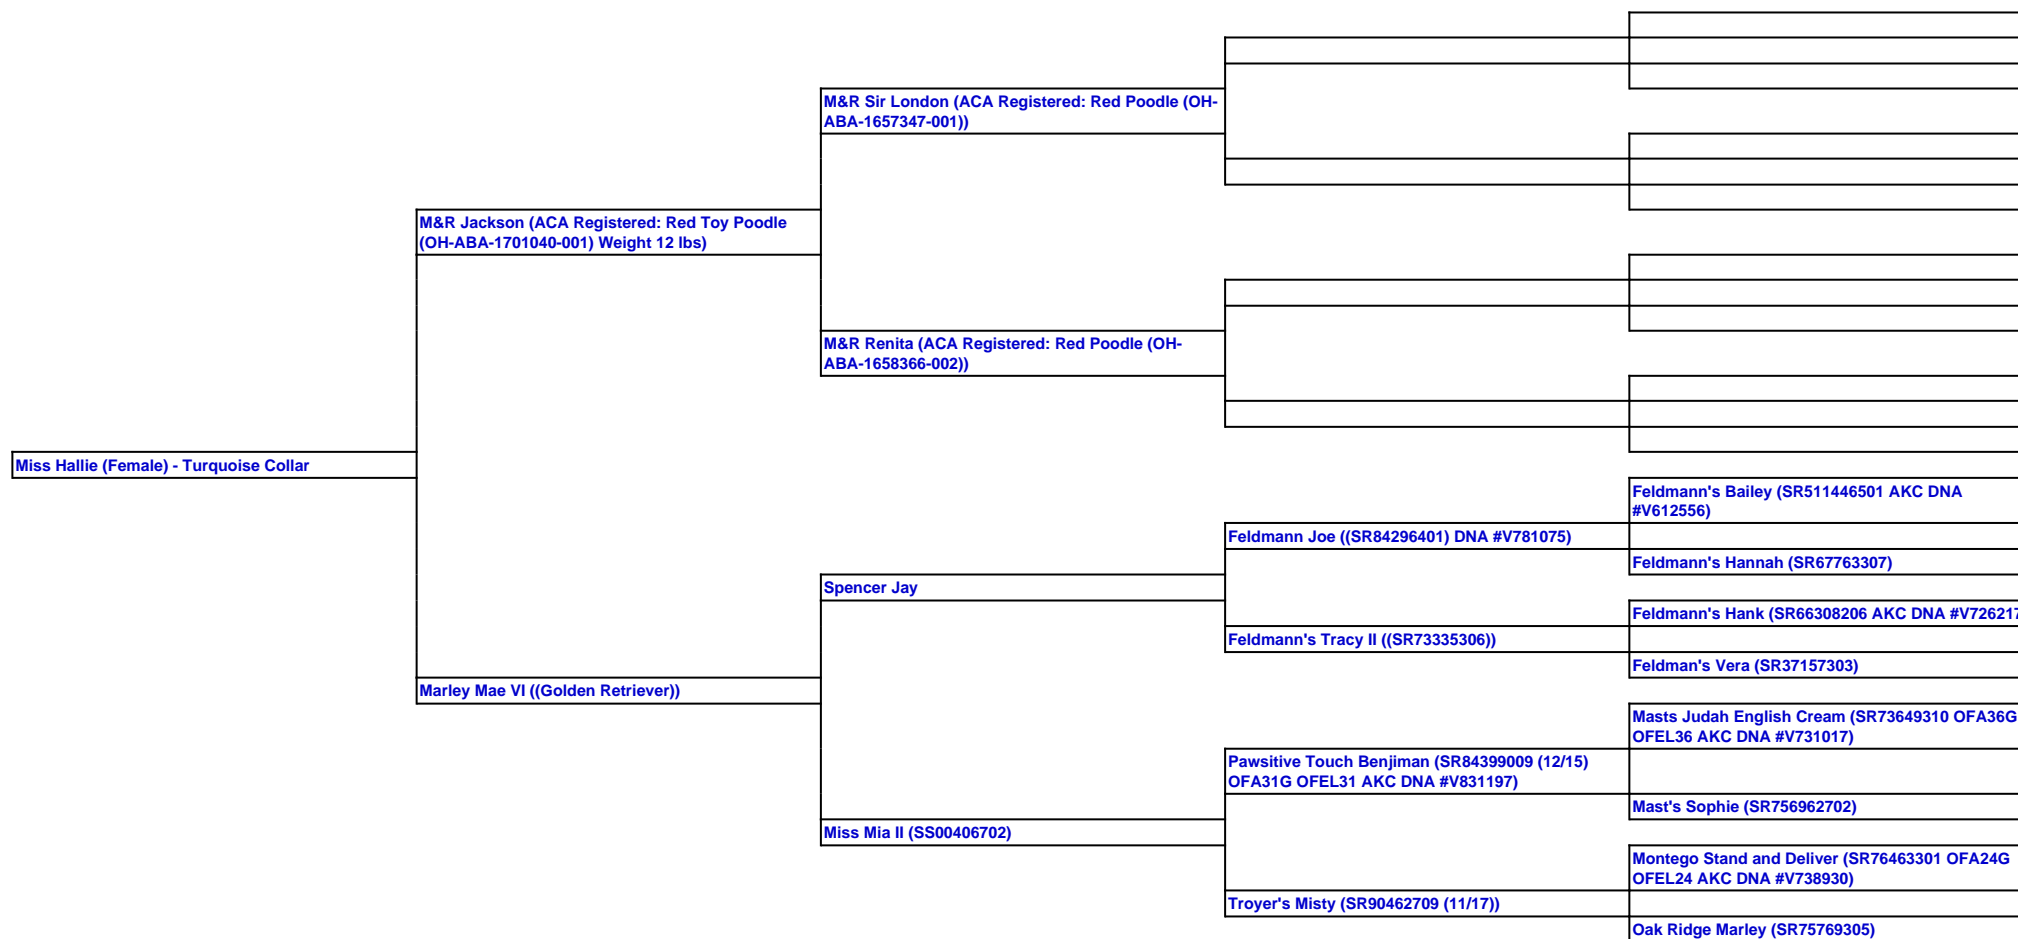 M&R Sir London (ACA Registered: Red Poodle (OH-
ABA-1657347-001))
M&R Jackson (ACA Registered: Red Toy Poodle
(OH-ABA-1701040-001) Weight 12 lbs)
M&R Renita (ACA Registered: Red Poodle (OH-
ABA-1658366-002))
Miss Hallie (Female) - Turquoise Collar
Feldmann's Bailey (SR511446501 AKC DNA
#V612556)
Feldmann Joe ((SR84296401) DNA #V781075)
Feldmann's Hannah (SR67763307)
Spencer Jay
Feldmann's Hank (SR66308206 AKC DNA #V726217
Feldmann's Tracy II ((SR73335306))
Feldman's Vera (SR37157303)
Marley Mae VI ((Golden Retriever))
Masts Judah English Cream (SR73649310 OFA36G
OFEL36 AKC DNA #V731017)
Pawsitive Touch Benjiman (SR84399009 (12/15)
OFA31G OFEL31 AKC DNA #V831197)
Mast's Sophie (SR756962702)
Miss Mia II (SS00406702)
Montego Stand and Deliver (SR76463301 OFA24G
OFEL24 AKC DNA #V738930)
Troyer's Misty (SR90462709 (11/17))
Oak Ridge Marley (SR75769305)